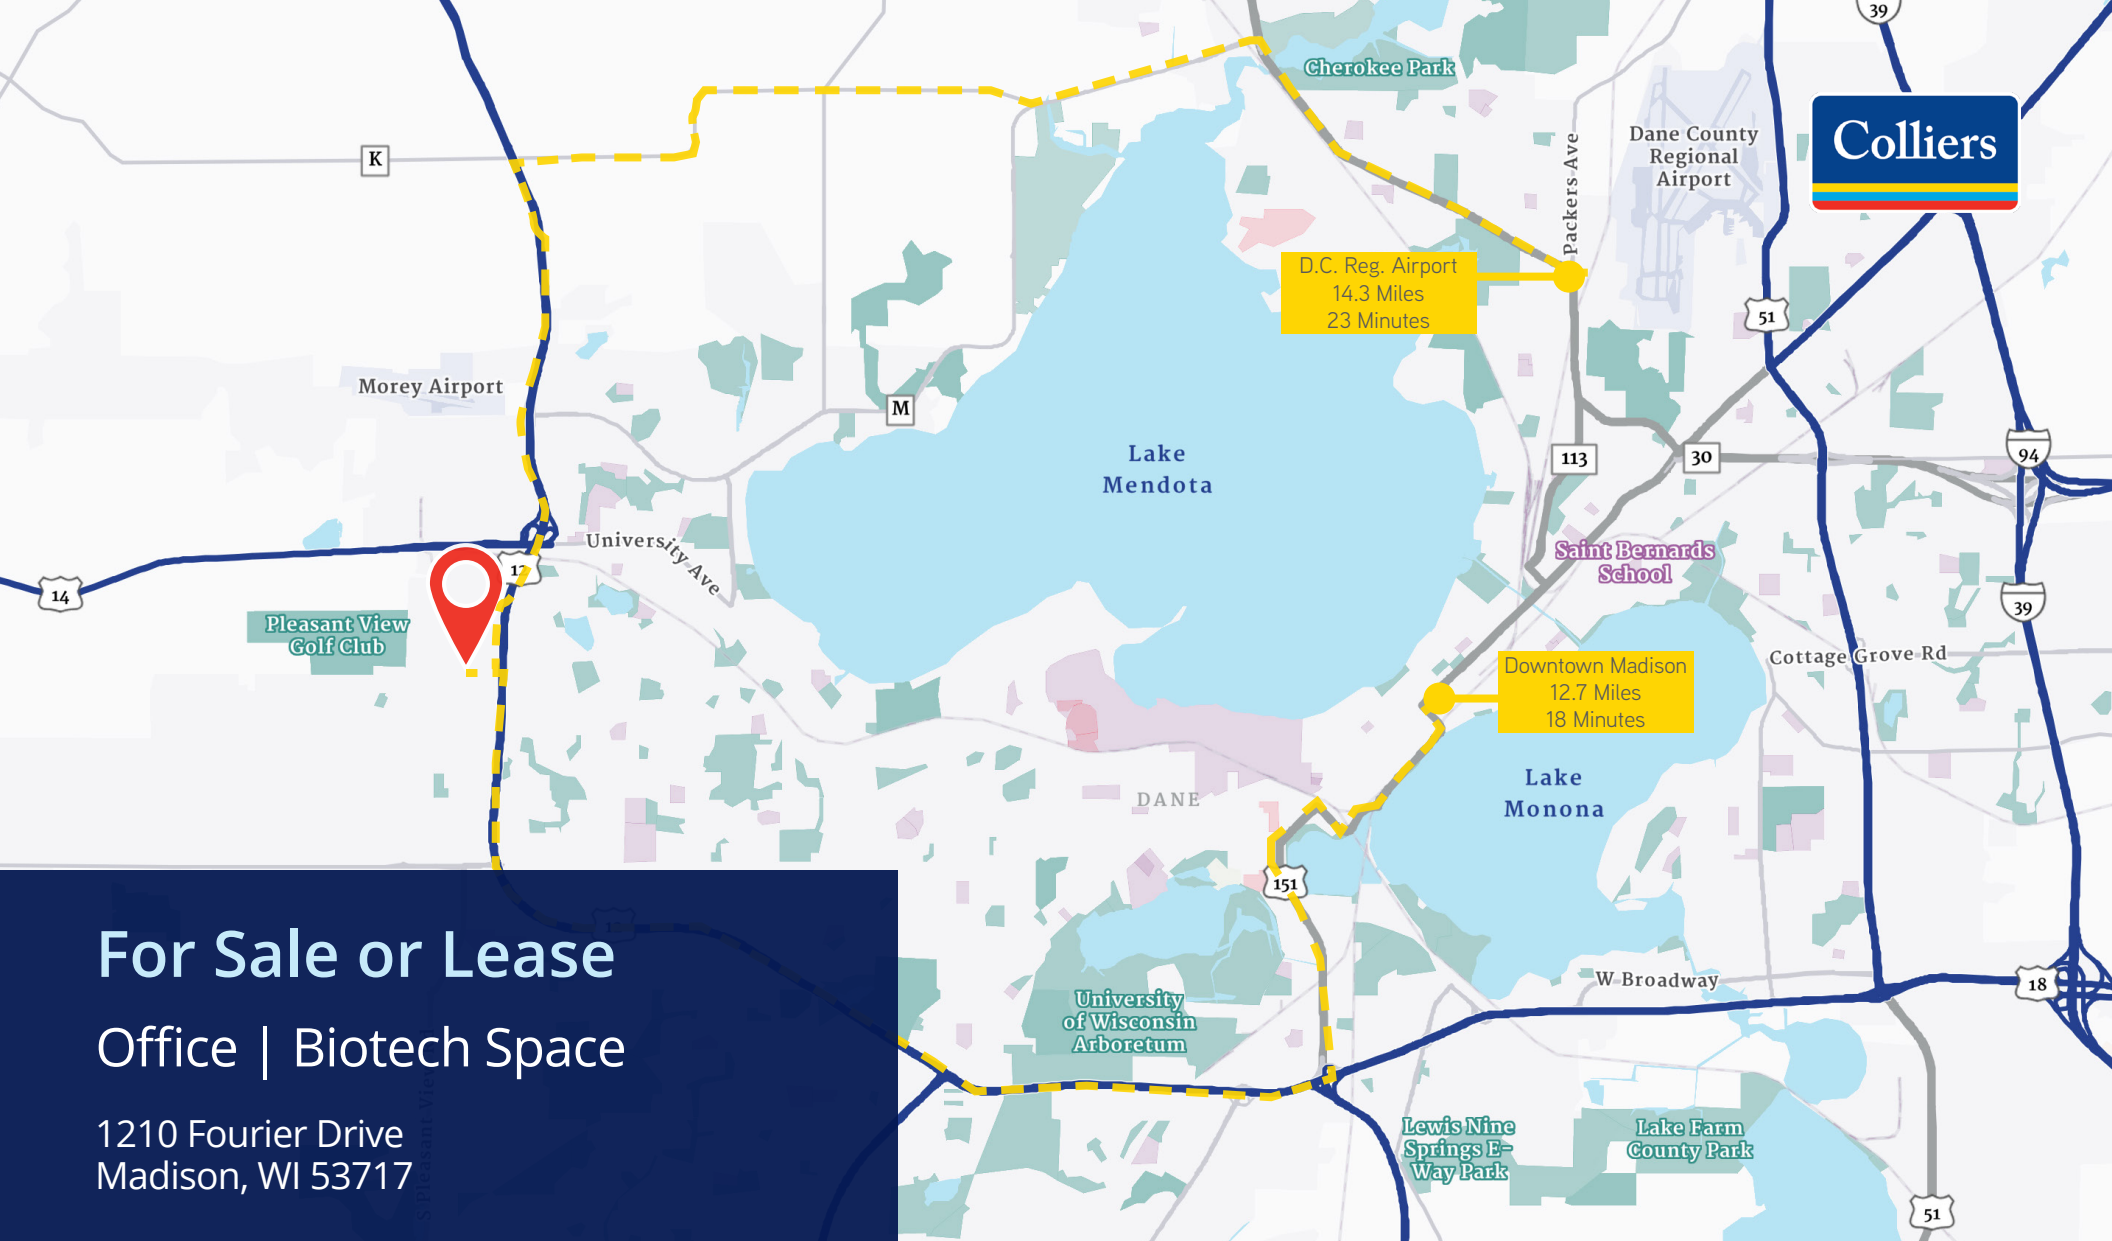 39
Cherokee Park
Colliers
Dane County
Regional
Airport
Packers Ave
K
D.C. Reg. Airport
14.3 Miles
23 Minutes
51
Morey Airport
M
Lake
Mendota
113
30
94
University Ave
12
14
Saint Bernards
School
39
Pleasant View
Golf Club
Cottage Grove Rd
Downtown Madison
12.7 Miles
18 Minutes
Lake
Monona
DANE
151
For Sale or Lease
Office | Biotech Space
1210 Fourier Drive
Madison, WI 53717
S Pleasant View
University
of Wisconsin
Arboretum
W Broadway
18
Lewis Nine
Springs E-
Way Park
Lake Farm
County Park
51